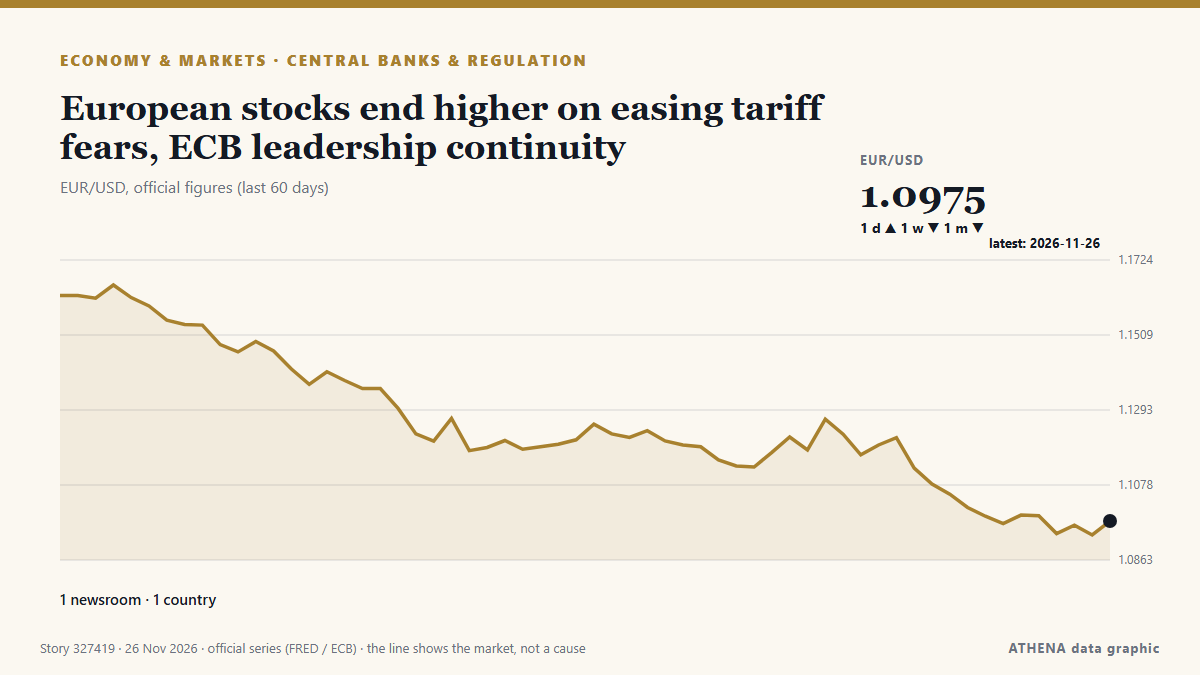 ECONOMY & MARKETS · CENTRAL BANKS & REGULATION
European stocks end higher on easing tariff
fears, ECB leadership continuity
EUR/USD, official figures (last 60 days)
EUR/USD
1.0975
1 d ▲ 1 w ▼ 1 m ▼
latest: 2026-11-26
1.1724
1.1509
1.1293
1.1078
1.0863
1 newsroom · 1 country
Story 327419 · 26 Nov 2026 · official series (FRED / ECB) · the line shows the market, not a cause
ATHENA data graphic